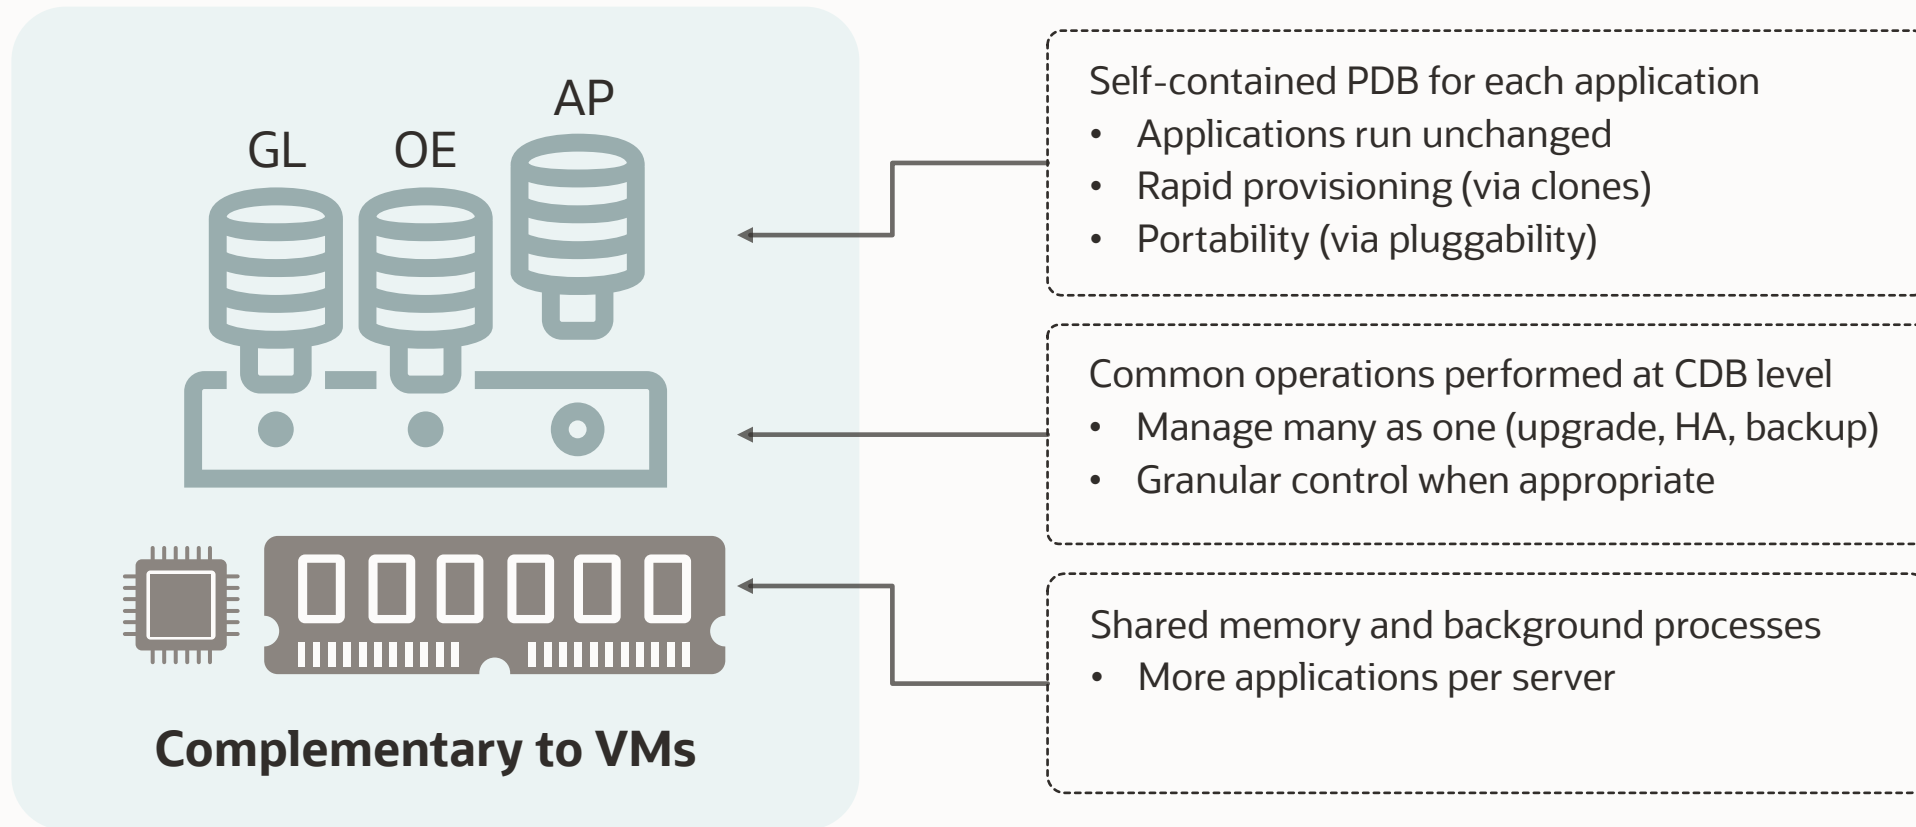 GL
OE
AP
Complementary to VMs
Self-contained PDB for each application
• Applications run unchanged
• Rapid provisioning (via clones)
• Portability (via pluggability)
Common operations performed at CDB level
• Manage many as one (upgrade, HA, backup)
• Granular control when appropriate
Shared memory and background processes
• More applications per server